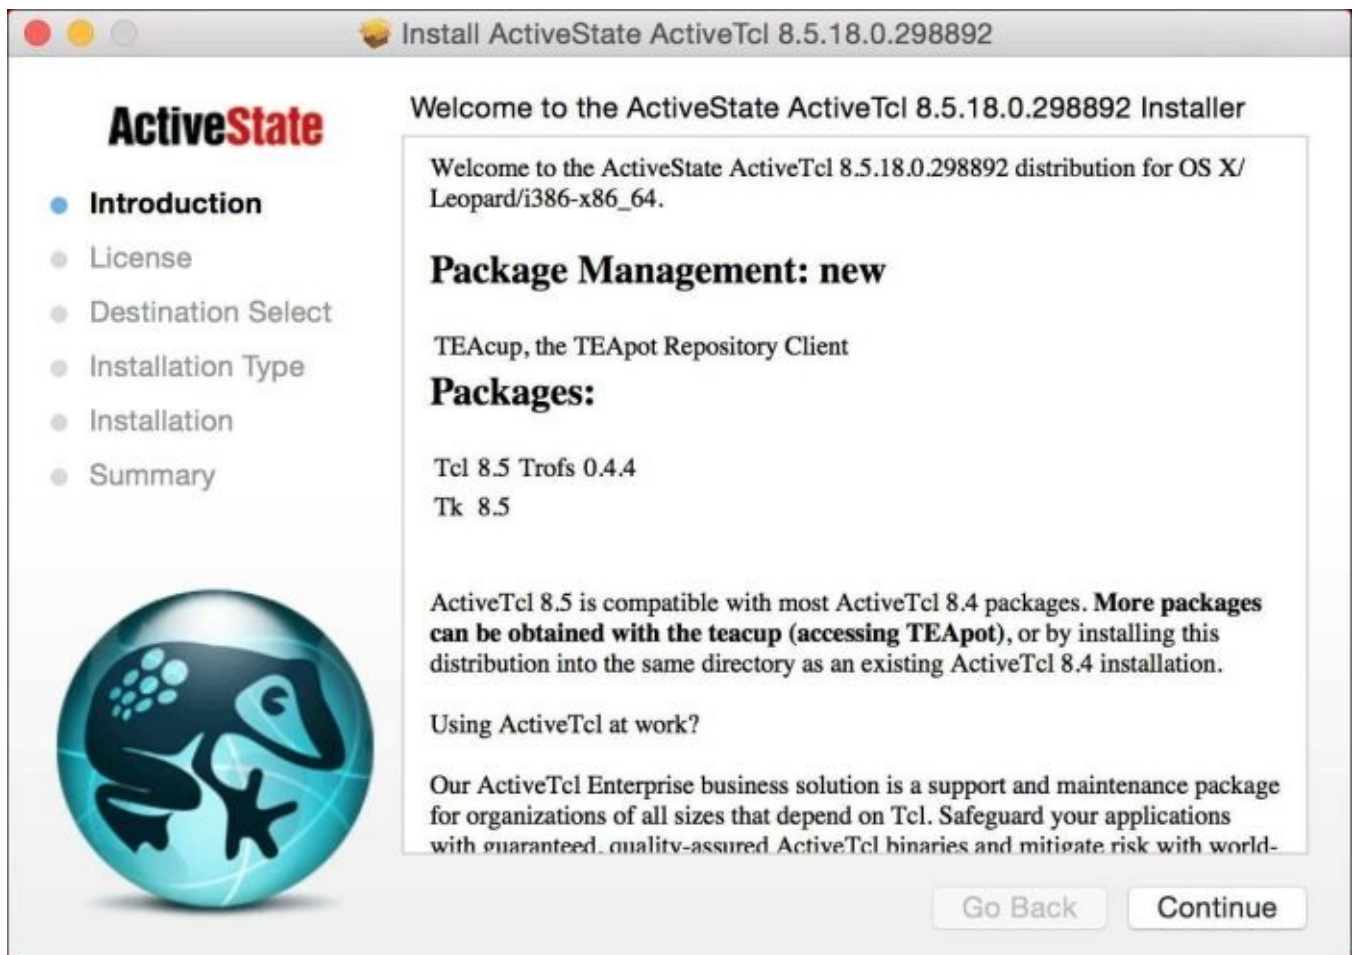 Install ActiveState ActiveTcl 8.5.18.0.298892
ActiveState
Introduction
License
Destination Select
Installation Type
Installation
Summary
Welcome to the ActiveState ActiveTcl 8.5.18.0.298892 Installer
Welcome to the ActiveState ActiveTcl 8.5.18.0.298892 distribution for OS X/
Leopard/i386-x86_64.
Package Management: new
TEAcup, the TEApot Repository Client
Packages:
Tcl 8.5 Trofs 0.4.4
Tk 8.5
ActiveTcl 8.5 is compatible with most ActiveTcl 8.4 packages. More packages
can be obtained with the teacup (accessing TEApot), or by installing this
distribution into the same directory as an existing ActiveTcl 8.4 installation.
Using ActiveTcl at work?
Our ActiveTcl Enterprise business solution is a support and maintenance package
for organizations of all sizes that depend on Tcl. Safeguard your applications
with guaranteed, quality-assured ActiveTcl binaries and mitigate risk with world-
Go Back
Continue